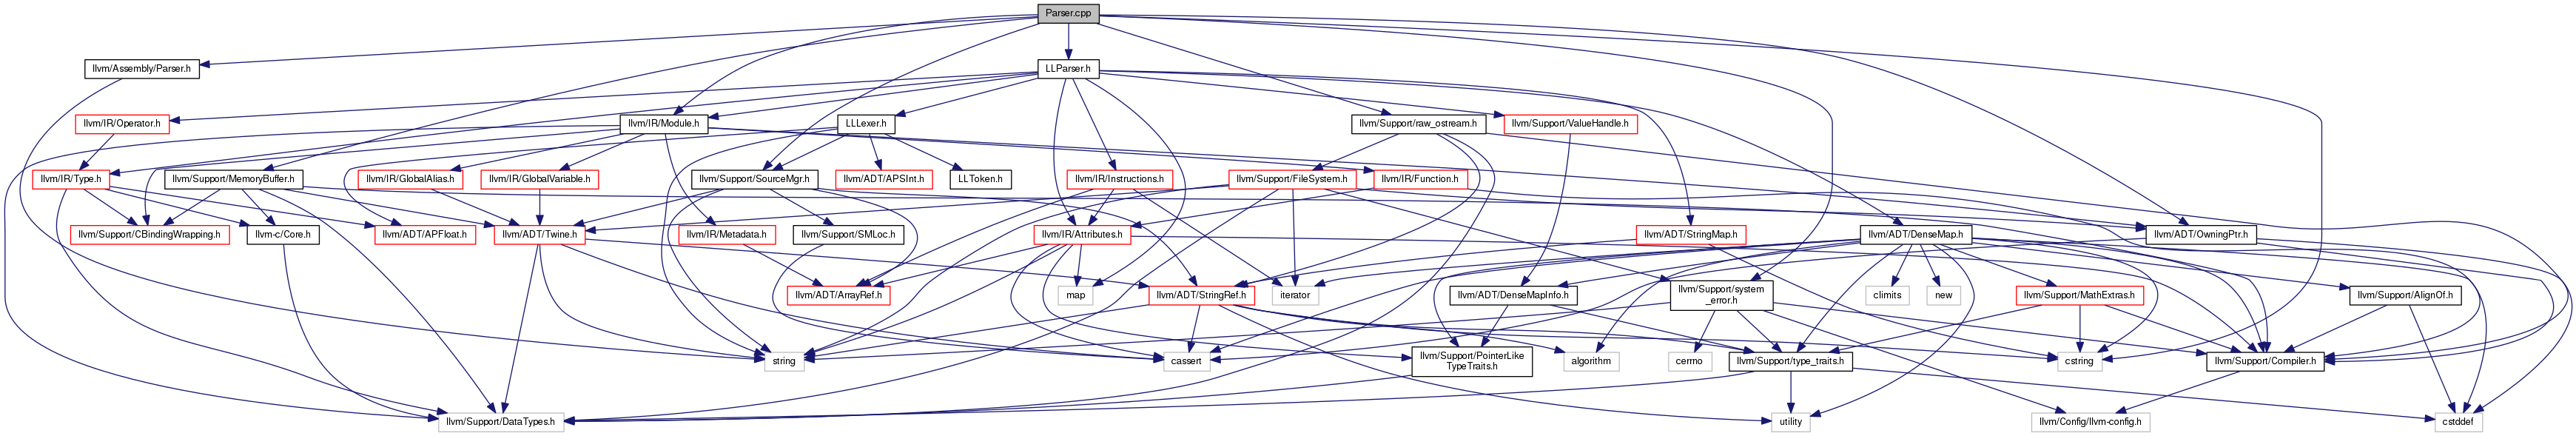 Parser.cpp
llvm/Assembly/Parser.h
LLParser.h
llvm/IR/Operator.h
llvm/IR/Module.h
LLLexer.h
llvm/Support/raw_ostream.h
llvm/Support/ValueHandle.h
llvm/IR/Type.h
llvm/Support/MemoryBuffer.h
llvm/IR/GlobalAlias.h
llvm/IR/GlobalVariable.h
llvm/Support/SourceMgr.h
llvm/ADT/APSInt.h
LLToken.h
llvm/IR/Instructions.h
llvm/Support/FileSystem.h
llvm/IR/Function.h
llvm/Support/CBindingWrapping.h
llvm-c/Core.h
llvm/ADT/APFloat.h
llvm/ADT/Twine.h
llvm/IR/Metadata.h
llvm/Support/SMLoc.h
llvm/IR/Attributes.h
llvm/ADT/StringMap.h
llvm/ADT/DenseMap.h
llvm/ADT/OwningPtr.h
llvm/ADT/ArrayRef.h
map
llvm/ADT/StringRef.h
iterator
llvm/ADT/DenseMapInfo.h
llvm/Support/system
_error.h
climits
new
llvm/Support/MathExtras.h
llvm/Support/AlignOf.h
string
cassert
llvm/Support/PointerLike
TypeTraits.h
algorithm
cerrno
llvm/Support/type_traits.h
cstring
llvm/Support/Compiler.h
llvm/Support/DataTypes.h
utility
llvm/Config/llvm-config.h
cstddef